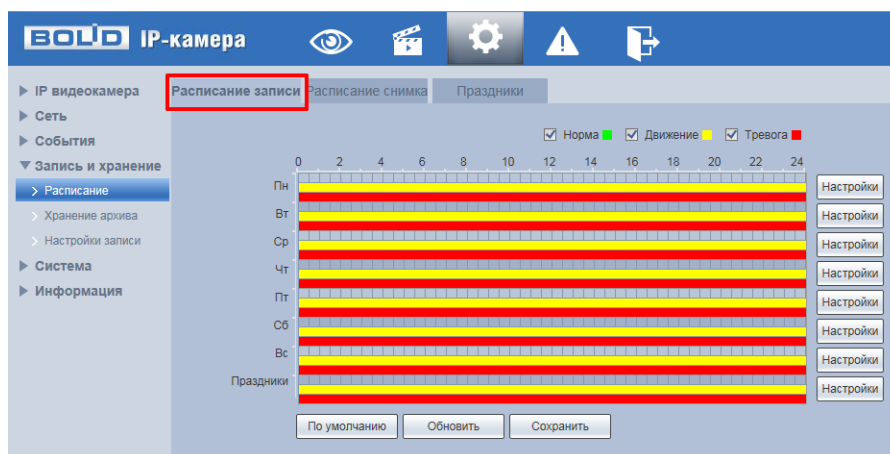 BOLID IP-камера
IP видеокамера
Сеть
События
Запись и хранение
Расписание
Хранение архива
Настройки записи
Система
Информация
Расписание записи Расписание снимка Праздники
Норма Движение Тревога
0 2 4 6 8 10 12 14 16 18 20 22 24
Пн Настройки
Вт Настройки
Ср Настройки
Чт Настройки
Пт Настройки
Сб Настройки
Вс Настройки
Праздники Настройки
По умолчанию Обновить Сохранить